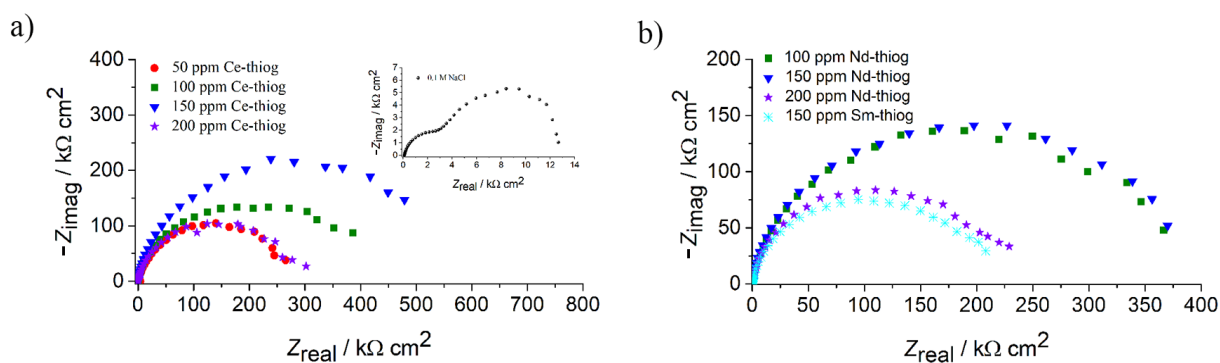 a)
400
300
200
100
0
-Zimag / kΩ cm2
0 100 200 300 400 500 600 700 800
Zreal / kΩ cm2
50 ppm Ce-thiog
100 ppm Ce-thiog
150 ppm Ce-thiog
200 ppm Ce-thiog
7
6
5
4
3
2
1
0
-Zimag / kΩ cm2
0,1 M NaCl
0 2 4 6 8 10 12 14
Zreal / kΩ cm2
b)
200
150
100
50
0
-Zimag / kΩ cm2
0 50 100 150 200 250 300 350 400
Zreal / kΩ cm2
100 ppm Nd-thiog
150 ppm Nd-thiog
200 ppm Nd-thiog
150 ppm Sm-thiog